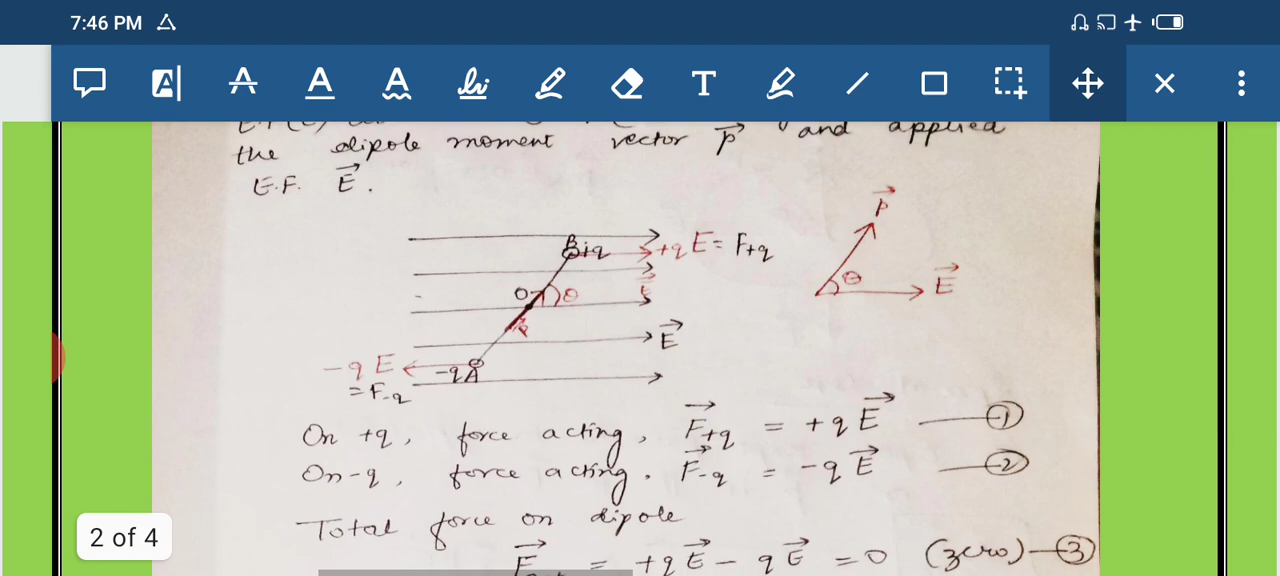 7:46 PM
the dipole moment vector p⃗ and applied
E.F. E⃗.
B +q +qE = F+q
p⃗
O θ E⃗
θ E⃗
p⃗
E⃗
-qE -q A
= F-q
On +q, force acting, F⃗+q = +qE⃗ — ①
On -q, force acting. F⃗-q = -qE⃗ — ②
Total force on dipole
2 of 4
F⃗ = +qE⃗ - qE⃗ = 0 (zero) — ③